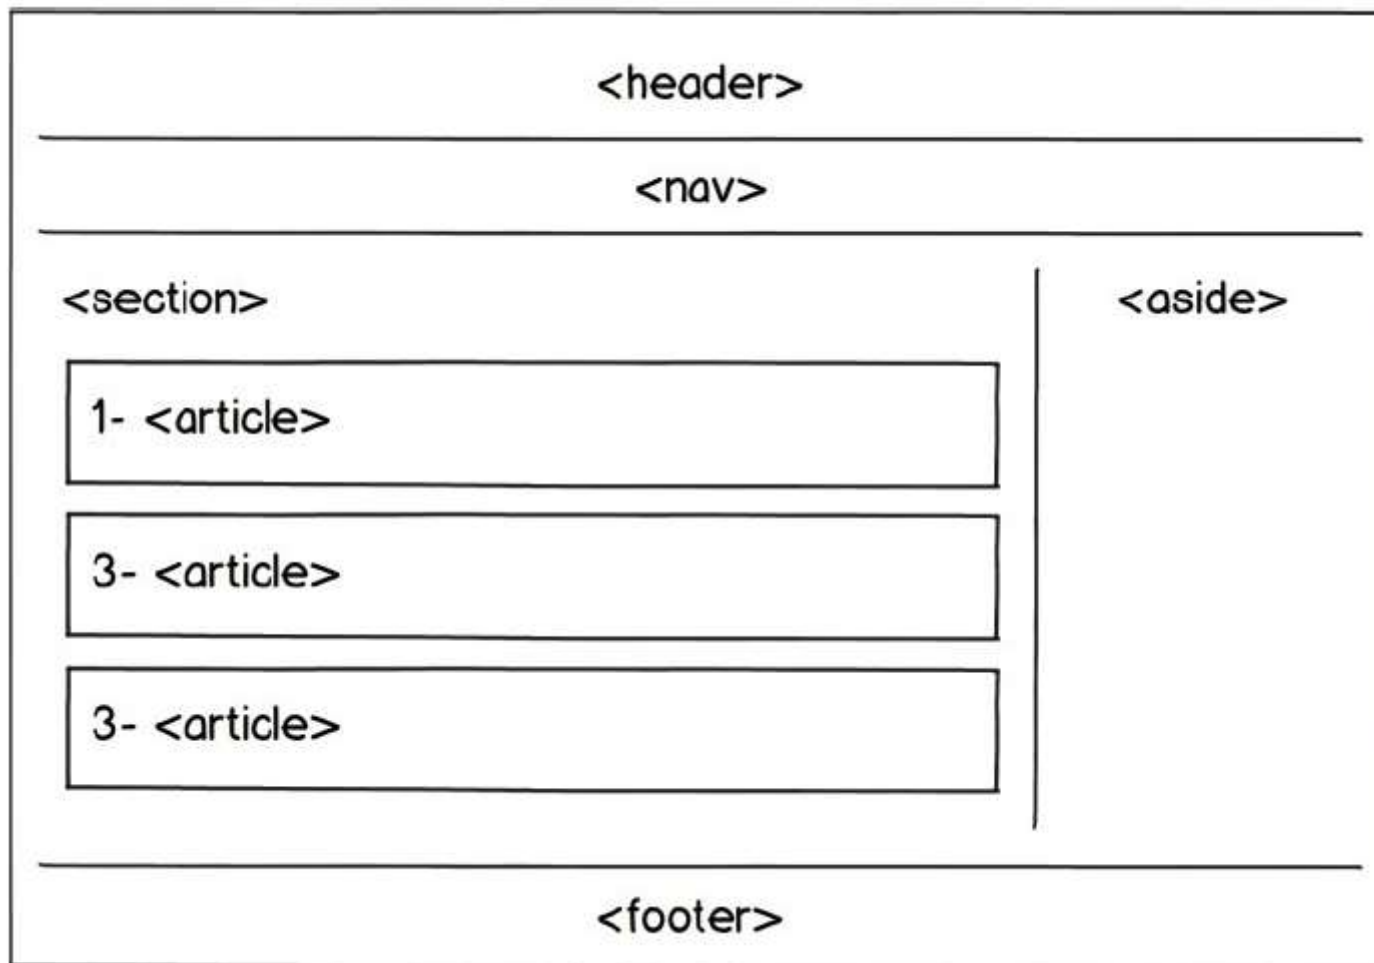 <header>
<nav>
<section>
<aside>
1- <article>
3- <article>
3- <article>
<footer>